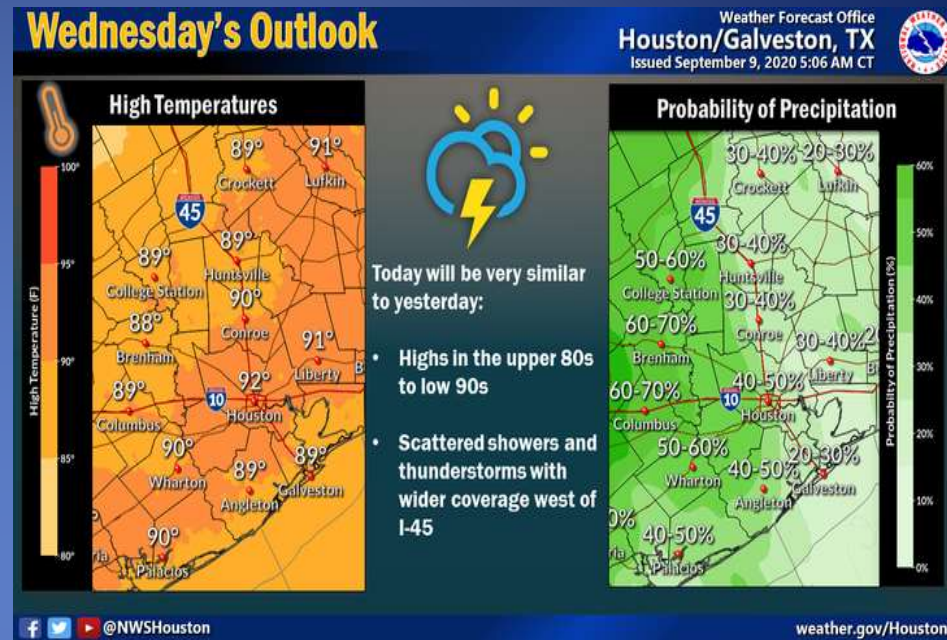 Wednesday's Outlook
Weather Forecast Office
Houston/Galveston, TX
Issued September 9, 2020 5:06 AM CT
High Temperatures
High Temperature (F)
100°
95°
90°
85°
80°
89°
Crockett
91°
Lufkin
45
89°
Huntsville
89°
College Station
90°
Conroe
88°
Brenham
91°
Liberty
92°
10
Houston
89°
Columbus
90°
Wharton
89°
Angleton
89°
Galveston
90°
Palacios
Today will be very similar
to yesterday:
• Highs in the upper 80s
to low 90s
• Scattered showers and
thunderstorms with
wider coverage west of
I-45
Probability of Precipitation
30-40%
Crockett
20-30%
Lufkin
45
30-40%
Huntsville
50-60%
College Station
30-40%
Conroe
60-70%
Brenham
30-40%
Liberty
60-70%
Columbus
40-50%
10
Houston
50-60%
Wharton
40-50%
Angleton
20-30%
Galveston
40-50%
Palacios
60%
50%
40%
30%
20%
10%
0%
Probabilty of Precipitation (%)
@NWSHouston
weather.gov/Houston